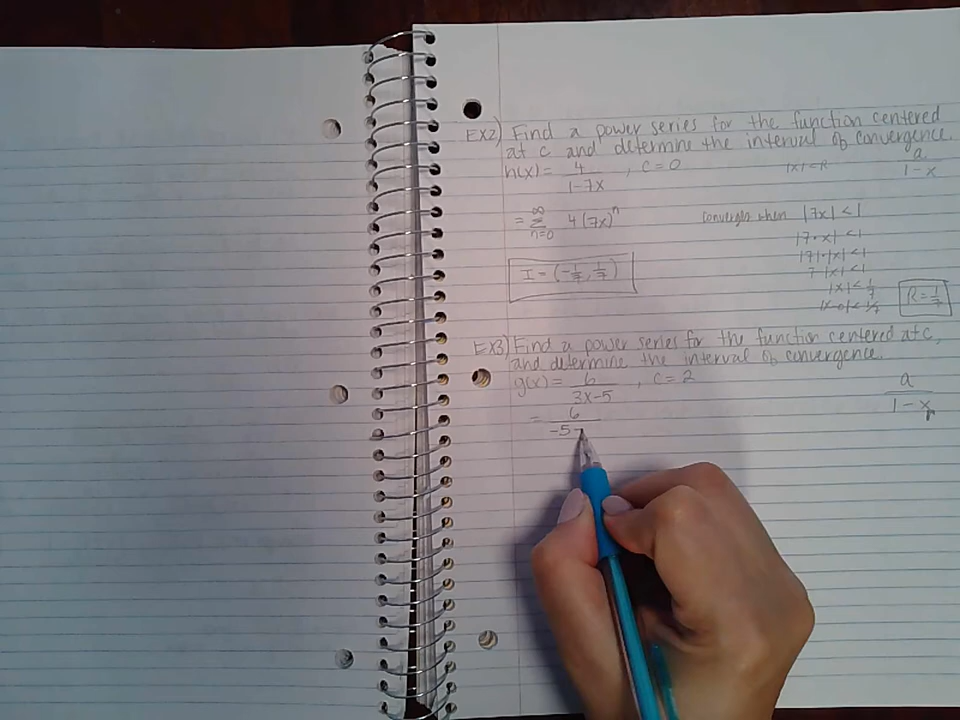 EX2) Find a power series for the function centered
at c and determine the interval of convergence.
h(x) = 4 / 1-7x , c=0 |x|<R a / 1-x
= ∞ Σ n=0 4(7x)^n converges when |7x|<1
|7·x|<1
|7|·|x|<1
I = (-1/7, 1/7) 7|x|<1
|x|<1/7 R=1/7
|x-0|<1/7
EX3) Find a power series for the function centered at c,
and determine the interval of convergence.
g(x) = 6 / 3x-5 , c=2 a / 1-x
= 6 / -5-